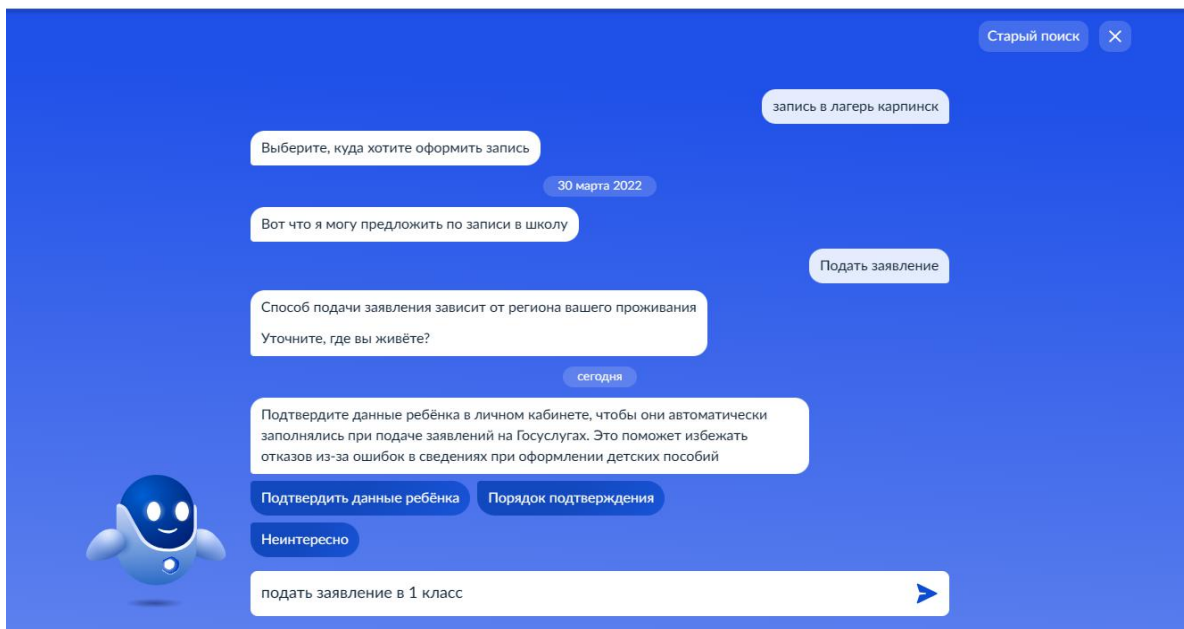 Старый поиск
запись в лагерь карпинск
Выберите, куда хотите оформить запись
30 марта 2022
Вот что я могу предложить по записи в школу
Подать заявление
Способ подачи заявления зависит от региона вашего проживания
Уточните, где вы живёте?
сегодня
Подтвердите данные ребёнка в личном кабинете, чтобы они автоматически
заполнялись при подаче заявлений на Госуслугах. Это поможет избежать
отказов из-за ошибок в сведениях при оформлении детских пособий
Подтвердить данные ребёнка Порядок подтверждения
Неинтересно
подать заявление в 1 класс